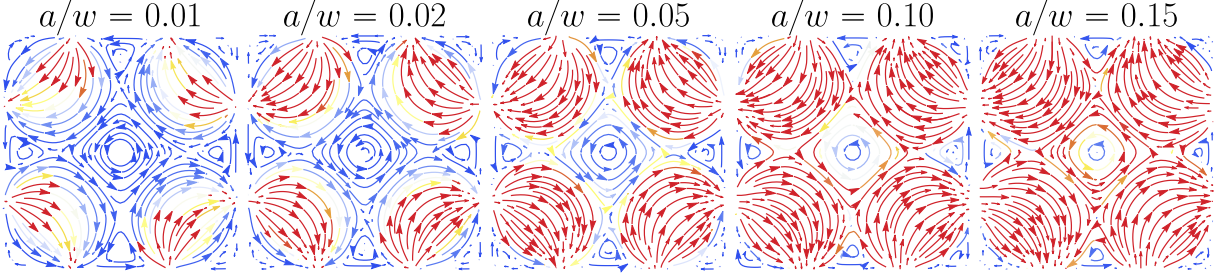 a/w = 0.01 a/w = 0.02 a/w = 0.05 a/w = 0.10 a/w = 0.15